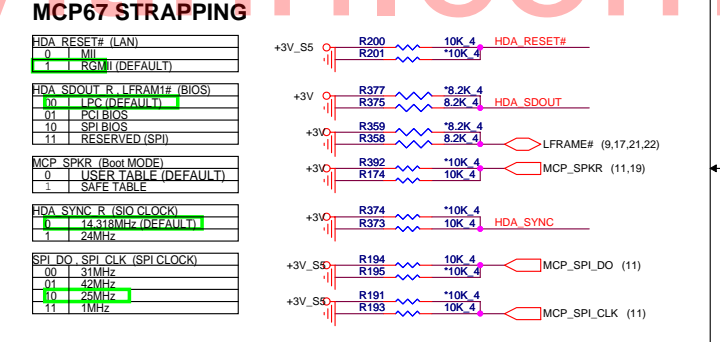 MCP67 STRAPPING
HDA_RESET# (LAN)
0 MII
1 RGMII (DEFAULT)
HDA_SDOUT_R , LFRAM1# (BIOS)
00 LPC (DEFAULT)
01 PCI BIOS
10 SPI BIOS
11 RESERVED (SPI)
MCP_SPKR (Boot MODE)
0 USER TABLE (DEFAULT)
1 SAFE TABLE
HDA_SYNC_R (SIO CLOCK)
0 14.318MHz (DEFAULT)
1 24MHz
SPI_DO , SPI_CLK (SPI CLOCK)
00 31MHz
01 42MHz
10 25MHz
11 1MHz
+3V_S5 R200 10K_4 HDA_RESET#
R201 *10K_4
+3V R377 *8.2K_4
R375 8.2K_4 HDA_SDOUT
+3V R359 *8.2K_4
R358 8.2K_4 LFRAME# (9,17,21,22)
+3V R392 *10K_4 MCP_SPKR (11,19)
R174 10K_4
+3V R374 *10K_4
R373 10K_4 HDA_SYNC
+3V_S5 R194 10K_4 MCP_SPI_DO (11)
R195 *10K_4
+3V_S5 R191 *10K_4
R193 10K_4 MCP_SPI_CLK (11)